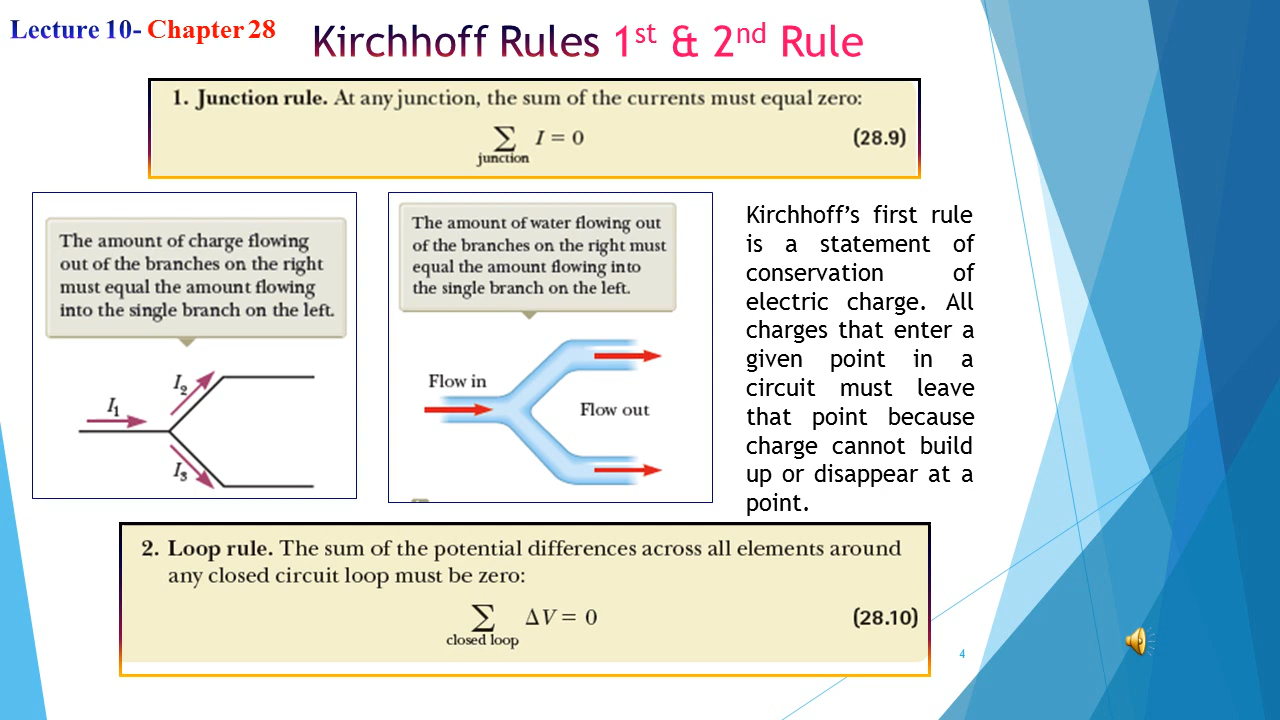 Lecture 10- Chapter 28
Kirchhoff Rules 1st & 2nd Rule
1. Junction rule. At any junction, the sum of the currents must equal zero:
∑ I = 0 (28.9)
junction
The amount of charge flowing
out of the branches on the right
must equal the amount flowing
into the single branch on the left.
I₁
I₂
I₃
The amount of water flowing out
of the branches on the right must
equal the amount flowing into
the single branch on the left.
Flow in
Flow out
Kirchhoff’s first rule
is a statement of
conservation of
electric charge. All
charges that enter a
given point in a
circuit must leave
that point because
charge cannot build
up or disappear at a
point.
2. Loop rule. The sum of the potential differences across all elements around
any closed circuit loop must be zero:
∑ ΔV = 0 (28.10)
closed loop
4